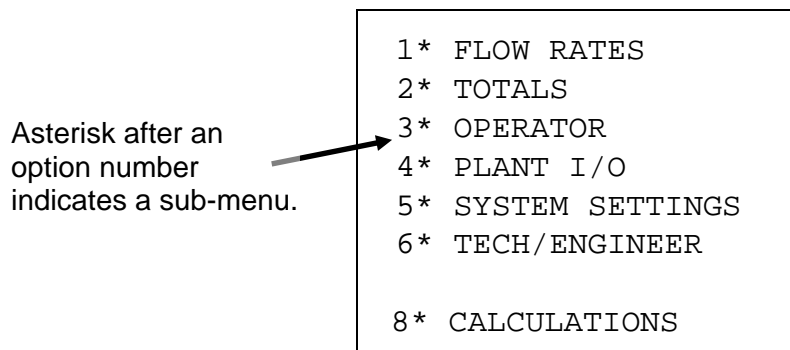 Asterisk after an
option number
indicates a sub-menu.
1* FLOW RATES
2* TOTALS
3* OPERATOR
4* PLANT I/O
5* SYSTEM SETTINGS
6* TECH/ENGINEER
8* CALCULATIONS